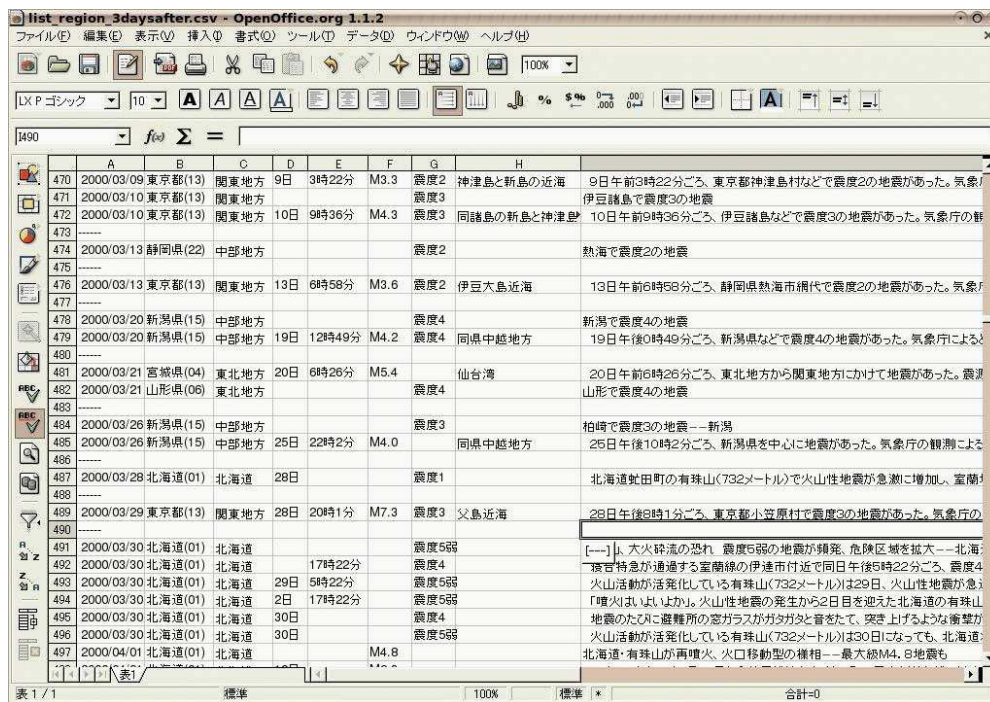 list_region_3daysafter.csv - OpenOffice.org 1.1.2
ファイル(F) 編集(E) 表示(V) 挿入(I) 書式(O) ツール(T) データ(D) ウィンドウ(W) ヘルプ(H)
100%
LX P ゴシック 10
I490
A B C D E F G H
470 2000/03/09 東京都(13) 関東地方 9日 3時22分 M3.3 震度2 神津島と新島の近海 9日午前3時22分ごろ、東京都神津島村などで震度2の地震があった。気象
471 2000/03/10 東京都(13) 関東地方 震度3 伊豆諸島で震度3の地震
472 2000/03/10 東京都(13) 関東地方 10日 9時36分 M4.3 震度3 同諸島の新島と神津島 10日午前9時36分ごろ、伊豆諸島などで震度3の地震があった。気象庁の観
473 ------
474 2000/03/13 静岡県(22) 中部地方 震度2 熱海で震度2の地震
475 ------
476 2000/03/13 東京都(13) 関東地方 13日 6時58分 M3.6 震度2 伊豆大島近海 13日午前6時58分ごろ、静岡県熱海市網代で震度2の地震があった。気象
477 ------
478 2000/03/20 新潟県(15) 中部地方 震度4 新潟で震度4の地震
479 2000/03/20 新潟県(15) 中部地方 19日 12時49分 M4.2 震度4 同県中越地方 19日午後0時49分ごろ、新潟県などで震度4の地震があった。気象庁によると
480 ------
481 2000/03/21 宮城県(04) 東北地方 20日 6時26分 M5.4 仙台湾 20日午前6時26分ごろ、東北地方から関東地方にかけて地震があった。震源
482 2000/03/21 山形県(06) 東北地方 震度4 山形で震度4の地震
483 ------
484 2000/03/26 新潟県(15) 中部地方 震度3 柏崎で震度3の地震--新潟
485 2000/03/26 新潟県(15) 中部地方 25日 22時2分 M4.0 同県中越地方 25日午後10時2分ごろ、新潟県を中心に地震があった。気象庁の観測による
486 ------
487 2000/03/28 北海道(01) 北海道 28日 震度1 北海道虻田町の有珠山(732メートル)で火山性地震が急激に増加し、室蘭
488 ------
489 2000/03/29 東京都(13) 関東地方 28日 20時1分 M7.3 震度3 父島近海 28日午後8時1分ごろ、東京都小笠原村で震度3の地震があった。気象庁の
490 ------
491 2000/03/30 北海道(01) 北海道 震度5弱 [---] 、大火砕流の恐れ 震度5弱の地震が頻発、危険区域を拡大--北海
492 2000/03/30 北海道(01) 北海道 17時22分 震度4 特急が通過する室蘭線の伊達市付近で同日午後5時22分ごろ、震度4
493 2000/03/30 北海道(01) 北海道 29日 5時22分 震度5弱 火山活動が活発化している有珠山(732メートル)は29日、火山性地震が急
494 2000/03/30 北海道(01) 北海道 2日 17時22分 震度5弱 「噴火はいよいよか」。火山性地震の発生から2日目を迎えた北海道の有珠山
495 2000/03/30 北海道(01) 北海道 30日 震度4 地震のたびに避難所の窓ガラスがガタガタと音をたて、突き上げるような衝撃が
496 2000/03/30 北海道(01) 北海道 30日 震度5弱 火山活動が活発化している有珠山(732メートル)は30日になっても、北海道
497 2000/04/01 北海道(01) 北海道 M4.8 北海道・有珠山が再噴火、火口移動型の様相--最大級M4.8地震も
表1
表 1 / 1 標準 100% 標準 * 合計=0